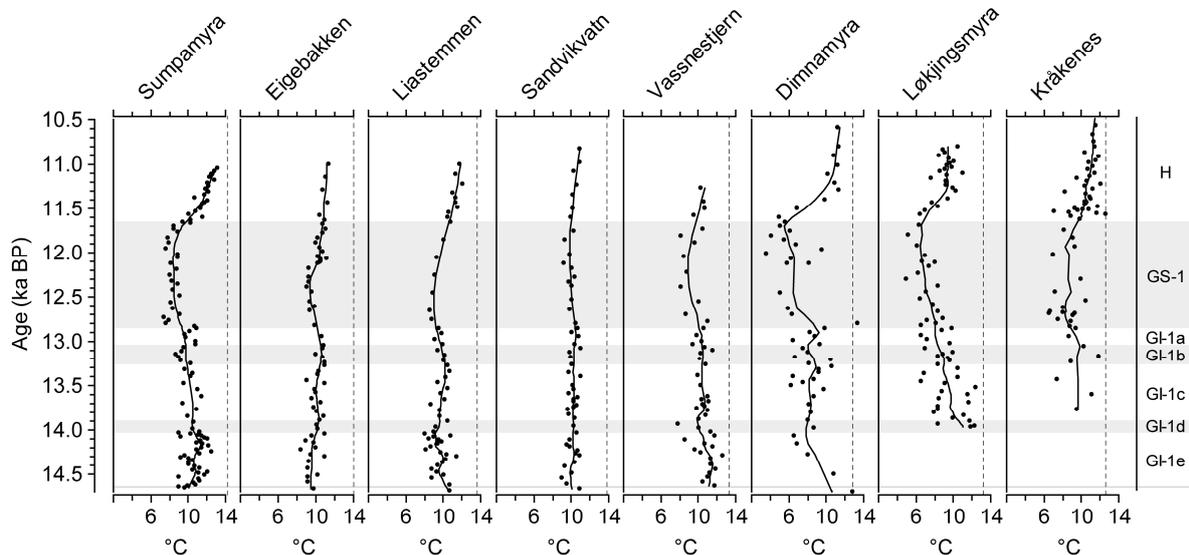 Sumpamyra Eigebakken Liastemmen Sandvikvatn Vassnestjern Dimnamyra Løkjingsmyra Kråkenes
10.5
11.0
H
11.5
12.0
GS-1
12.5
13.0
GI-1a
GI-1b
13.5
GI-1c
14.0
GI-1d
GI-1e
14.5
Age (ka BP)
6 10 14 6 10 14 6 10 14 6 10 14 6 10 14 6 10 14 6 10 14 6 10 14
°C °C °C °C °C °C °C °C